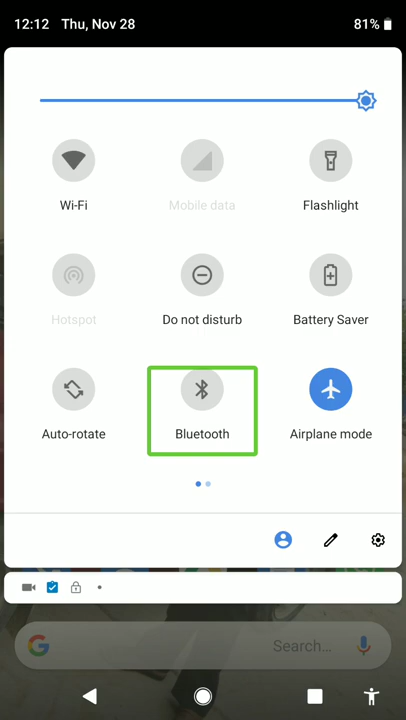 12:12 Thu, Nov 28 81%
Wi-Fi Mobile data Flashlight
Hotspot Do not disturb Battery Saver
Auto-rotate Bluetooth Airplane mode
Search...